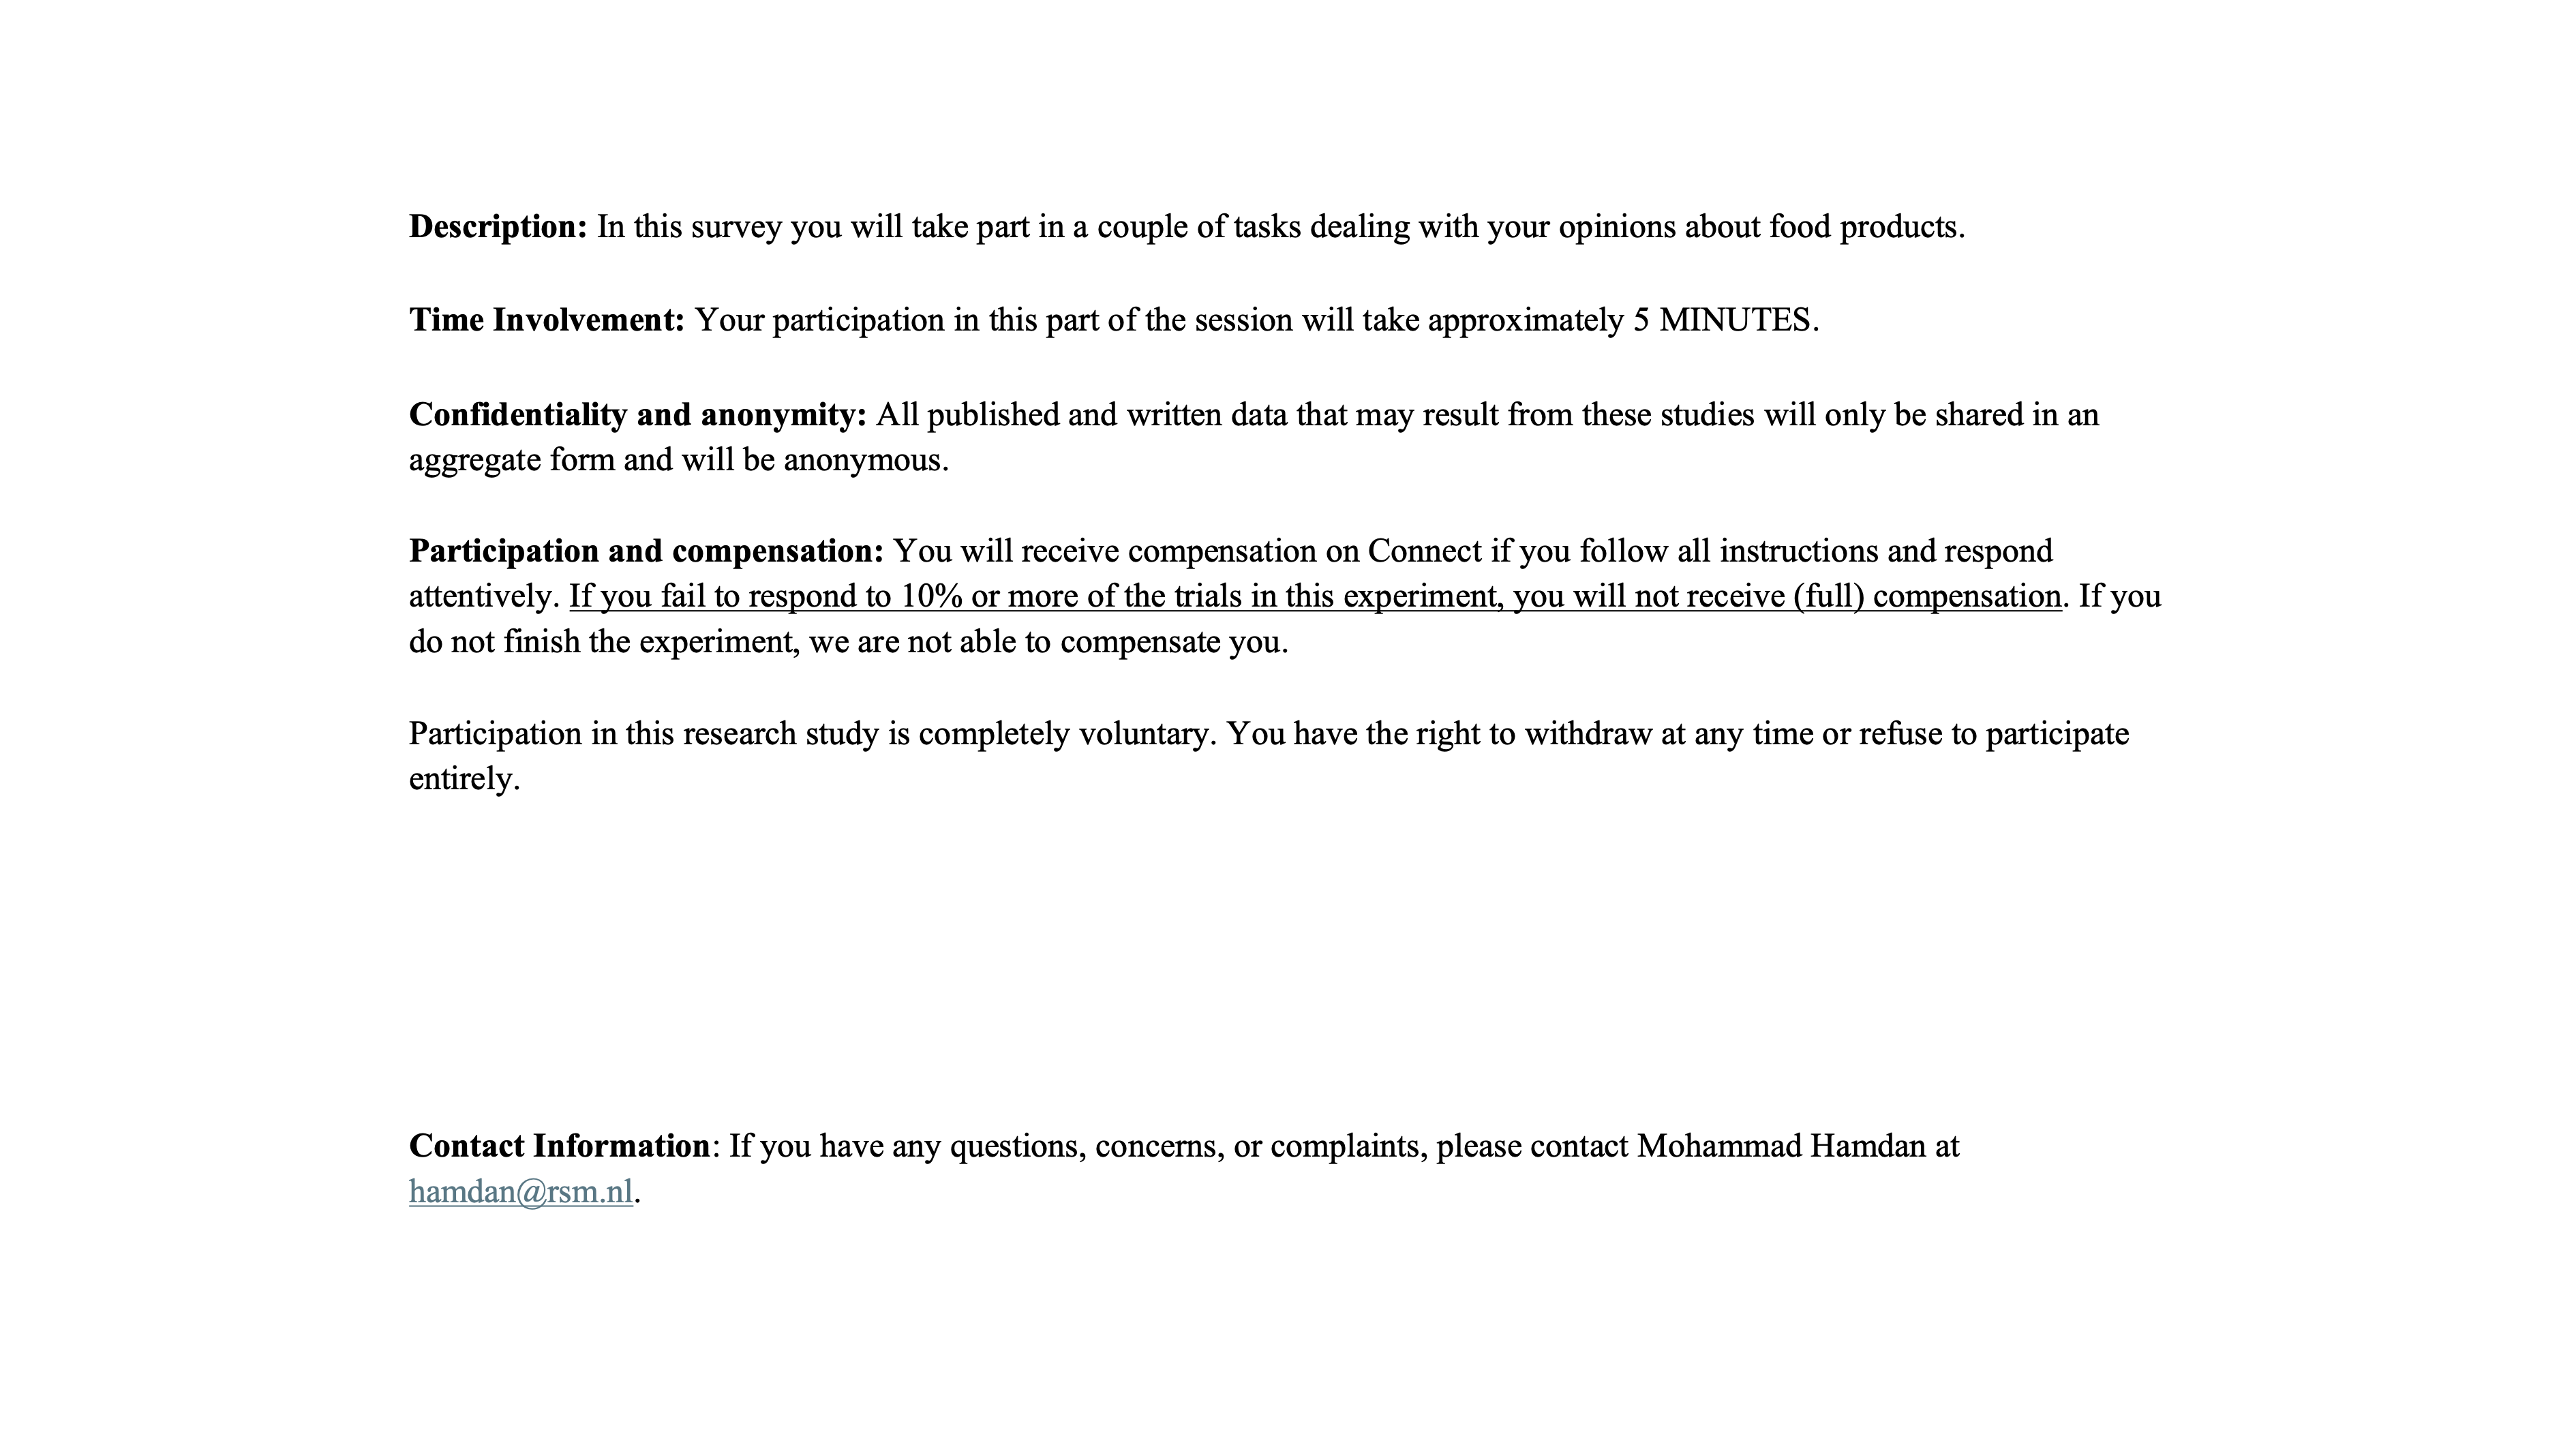 Description: In this survey you will take part in a couple of tasks dealing with your opinions about food products.
Time Involvement: Your participation in this part of the session will take approximately 5 MINUTES.
Confidentiality and anonymity: All published and written data that may result from these studies will only be shared in an
aggregate form and will be anonymous.
Participation and compensation: You will receive compensation on Connect if you follow all instructions and respond
attentively. If you fail to respond to 10% or more of the trials in this experiment, you will not receive (full) compensation. If you
do not finish the experiment, we are not able to compensate you.
Participation in this research study is completely voluntary. You have the right to withdraw at any time or refuse to participate
entirely.
Contact Information: If you have any questions, concerns, or complaints, please contact Mohammad Hamdan at
hamdan@rsm.nl.